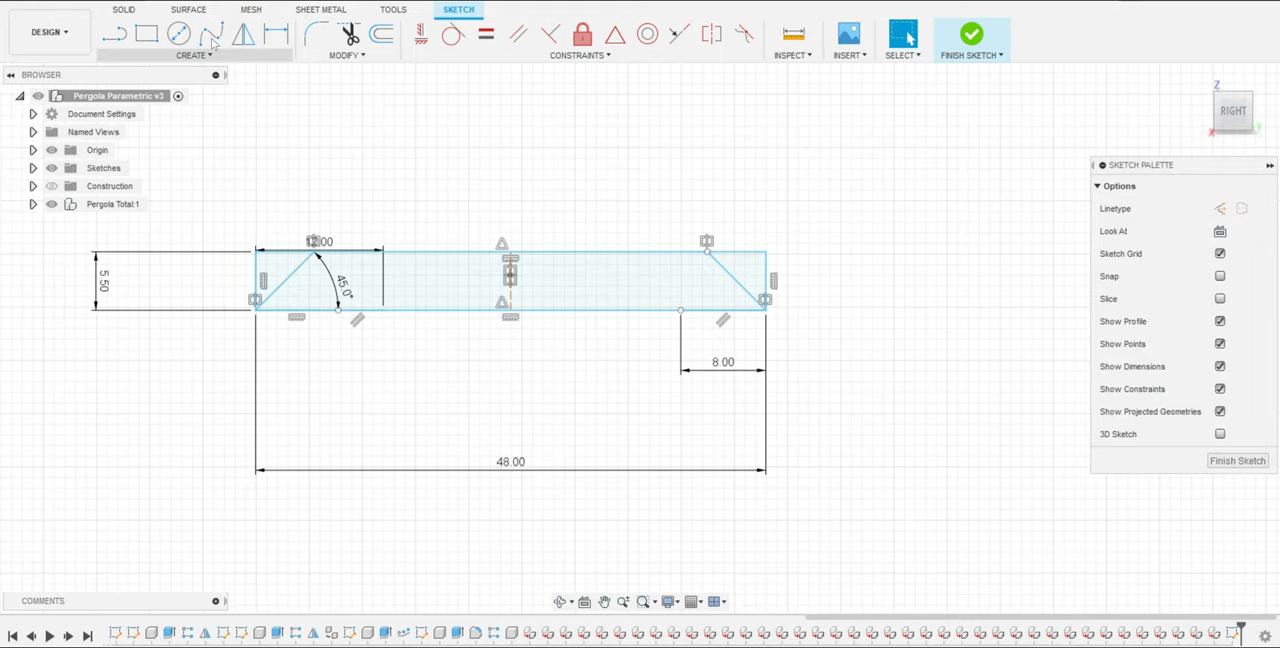 SOLID SURFACE MESH SHEET METAL TOOLS SKETCH
DESIGN ▾
CREATE ▾ MODIFY ▾ CONSTRAINTS ▾ INSPECT ▾ INSERT ▾ SELECT ▾ FINISH SKETCH ▾
BROWSER
Pergola Parametric v3
Document Settings
Named Views
Origin
Sketches
Construction
Pergola Total:1
Z
RIGHT
X
Y
SKETCH PALETTE
Options
Linetype
Look At
Sketch Grid
Snap
Slice
Show Profile
Show Points
Show Dimensions
Show Constraints
Show Projected Geometries
3D Sketch
Finish Sketch
12.00
5.50
45.0°
8.00
48.00
COMMENTS